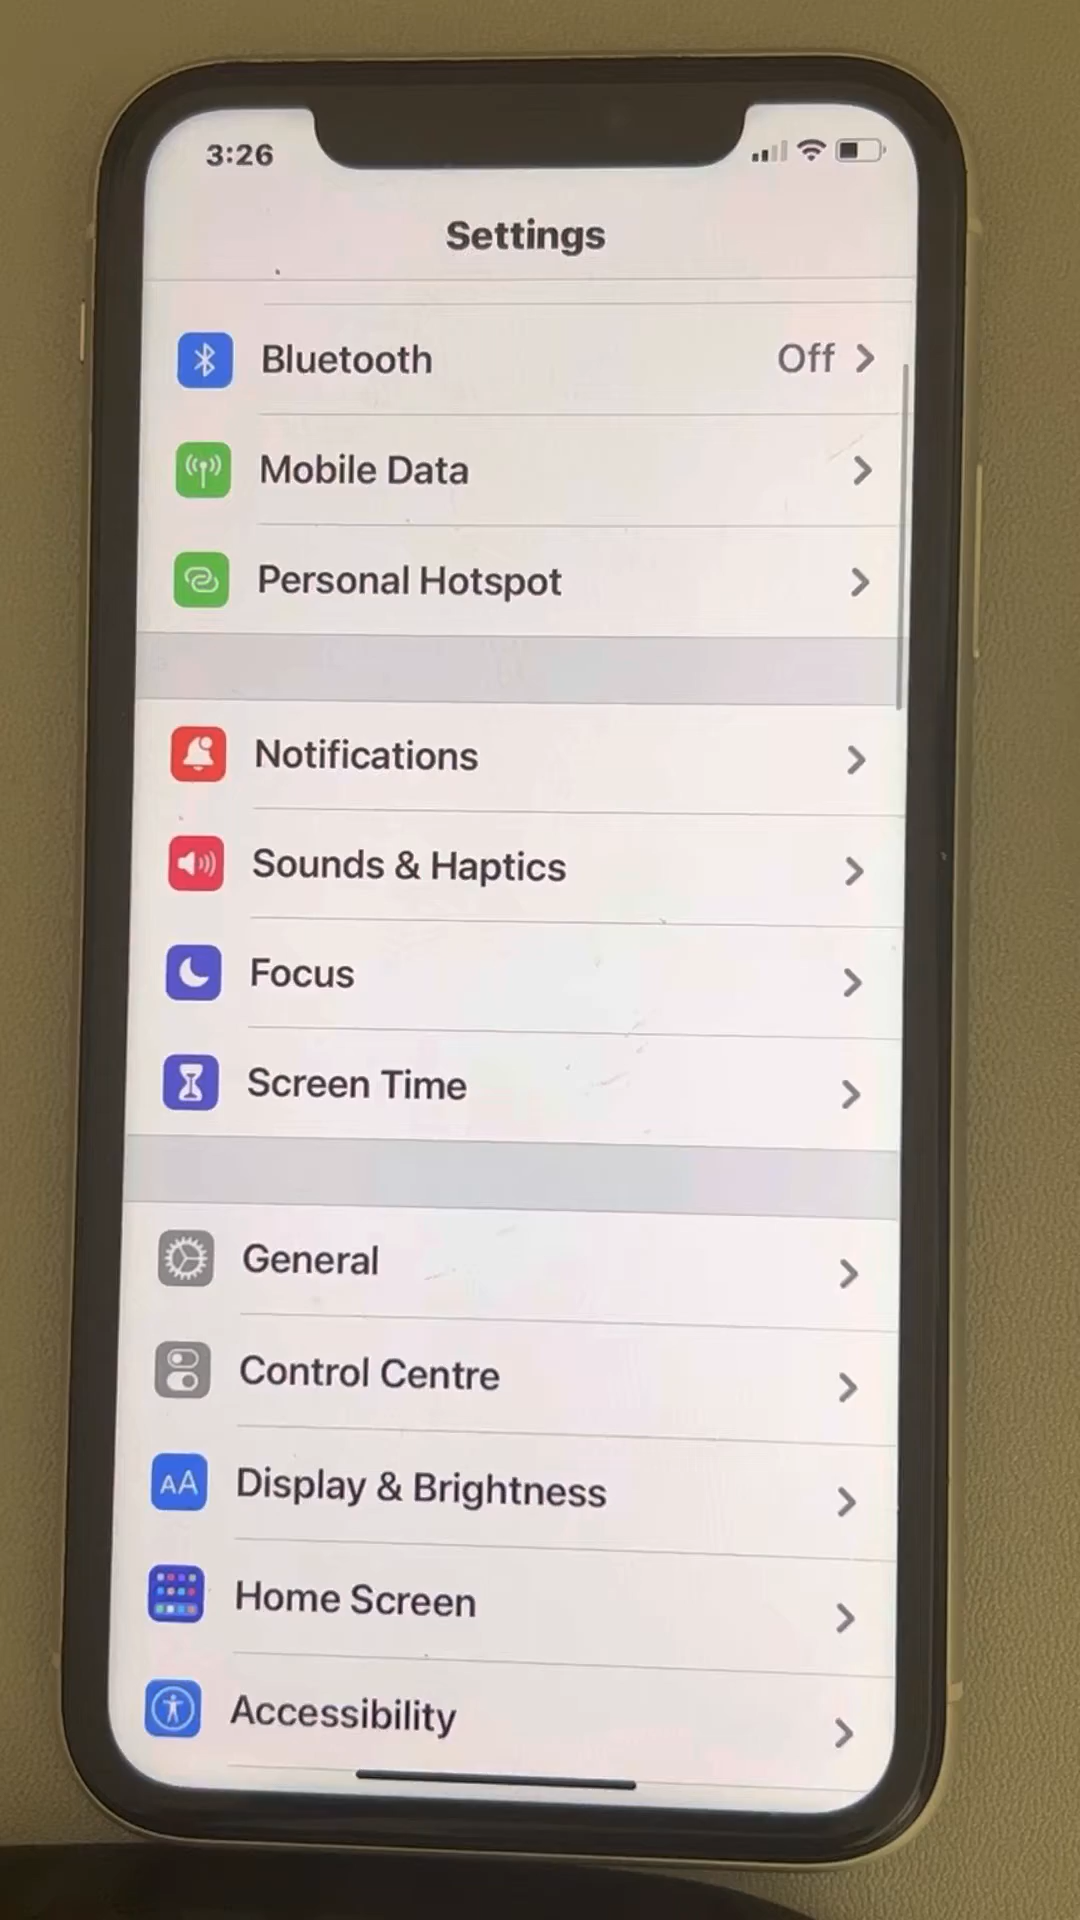 3:26
Settings
Bluetooth Off
Mobile Data
Personal Hotspot
Notifications
Sounds & Haptics
Focus
Screen Time
General
Control Centre
AA Display & Brightness
Home Screen
Accessibility